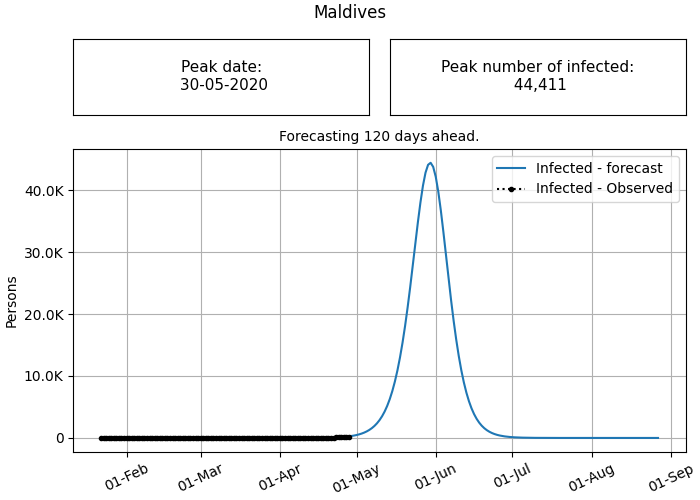 Maldives
Peak date:
30-05-2020
Peak number of infected:
44,411
Forecasting 120 days ahead.
Infected - forecast
Infected - Observed
Persons
40.0K
30.0K
20.0K
10.0K
0
01-Feb
01-Mar
01-Apr
01-May
01-Jun
01-Jul
01-Aug
01-Sep